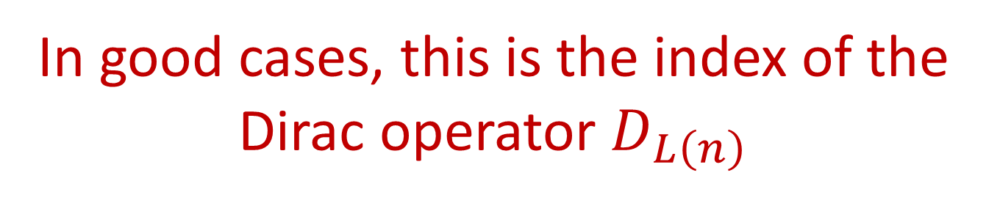 In good cases, this is the index of the
Dirac operator $D_{L(n)}$